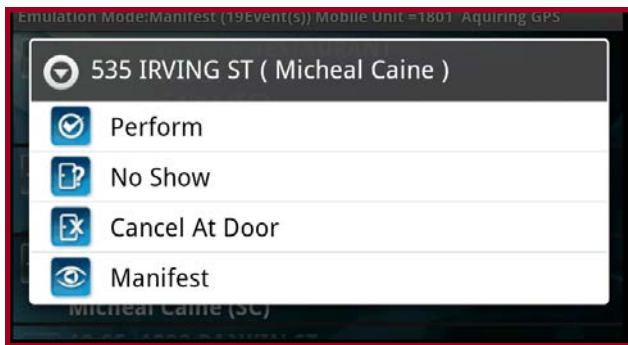 Emulation Mode:Manifest (19Event(s)) Mobile Unit =1801 Aquiring GPS
535 IRVING ST ( Micheal Caine )
Perform
No Show
Cancel At Door
Manifest
Micheal Caine (SC)